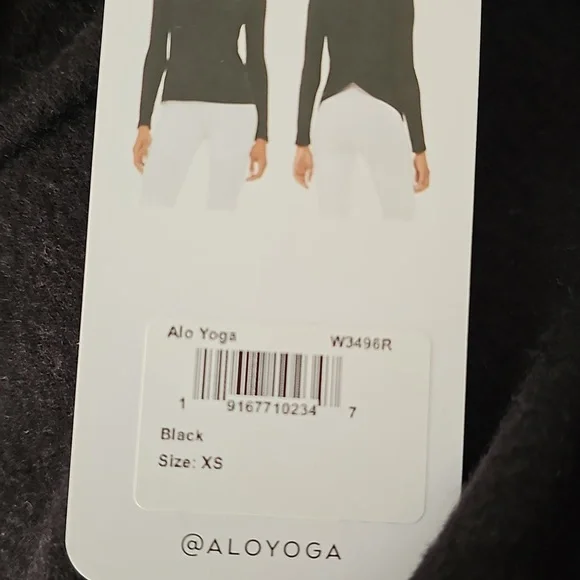 Alo Yoga W3496R
1 9167710234 7
Black
Size: XS
@ALOYOGA